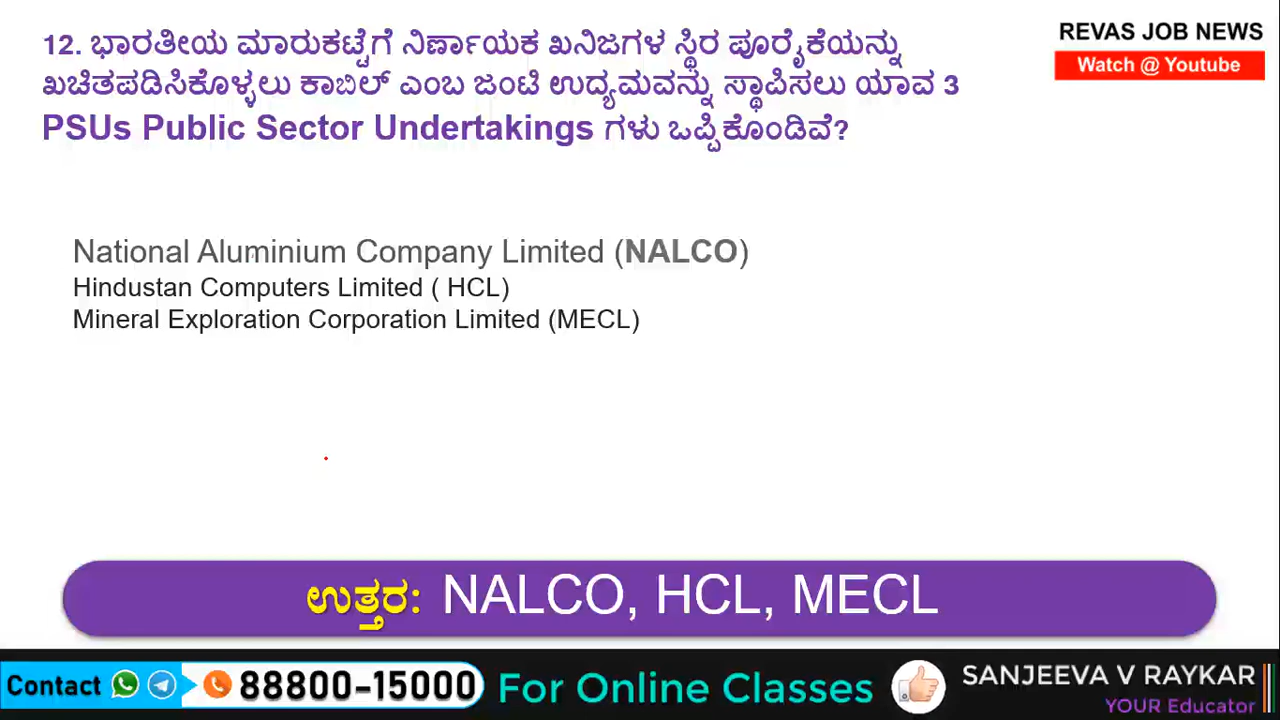 12. ಭಾರತೀಯ ಮಾರುಕಟ್ಟೆಗೆ ನಿರ್ಣಾಯಕ ಖನಿಜಗಳ ಸ್ಥಿರ ಪೂರೈಕೆಯನ್ನು
ಖಚಿತಪಡಿಸಿಕೊಳ್ಳಲು ಕಾಬಿಲ್ ಎಂಬ ಜಂಟಿ ಉದ್ಯಮವನ್ನು ಸ್ಥಾಪಿಸಲು ಯಾವ 3
PSUs Public Sector Undertakings ಗಳು ಒಪ್ಪಿಕೊಂಡಿವೆ?
REVAS JOB NEWS
Watch @ Youtube
National Aluminium Company Limited (NALCO)
Hindustan Computers Limited ( HCL)
Mineral Exploration Corporation Limited (MECL)
ಉತ್ತರ: NALCO, HCL, MECL
Contact 88800-15000 For Online Classes
SANJEEVA V RAYKAR
YOUR Educator